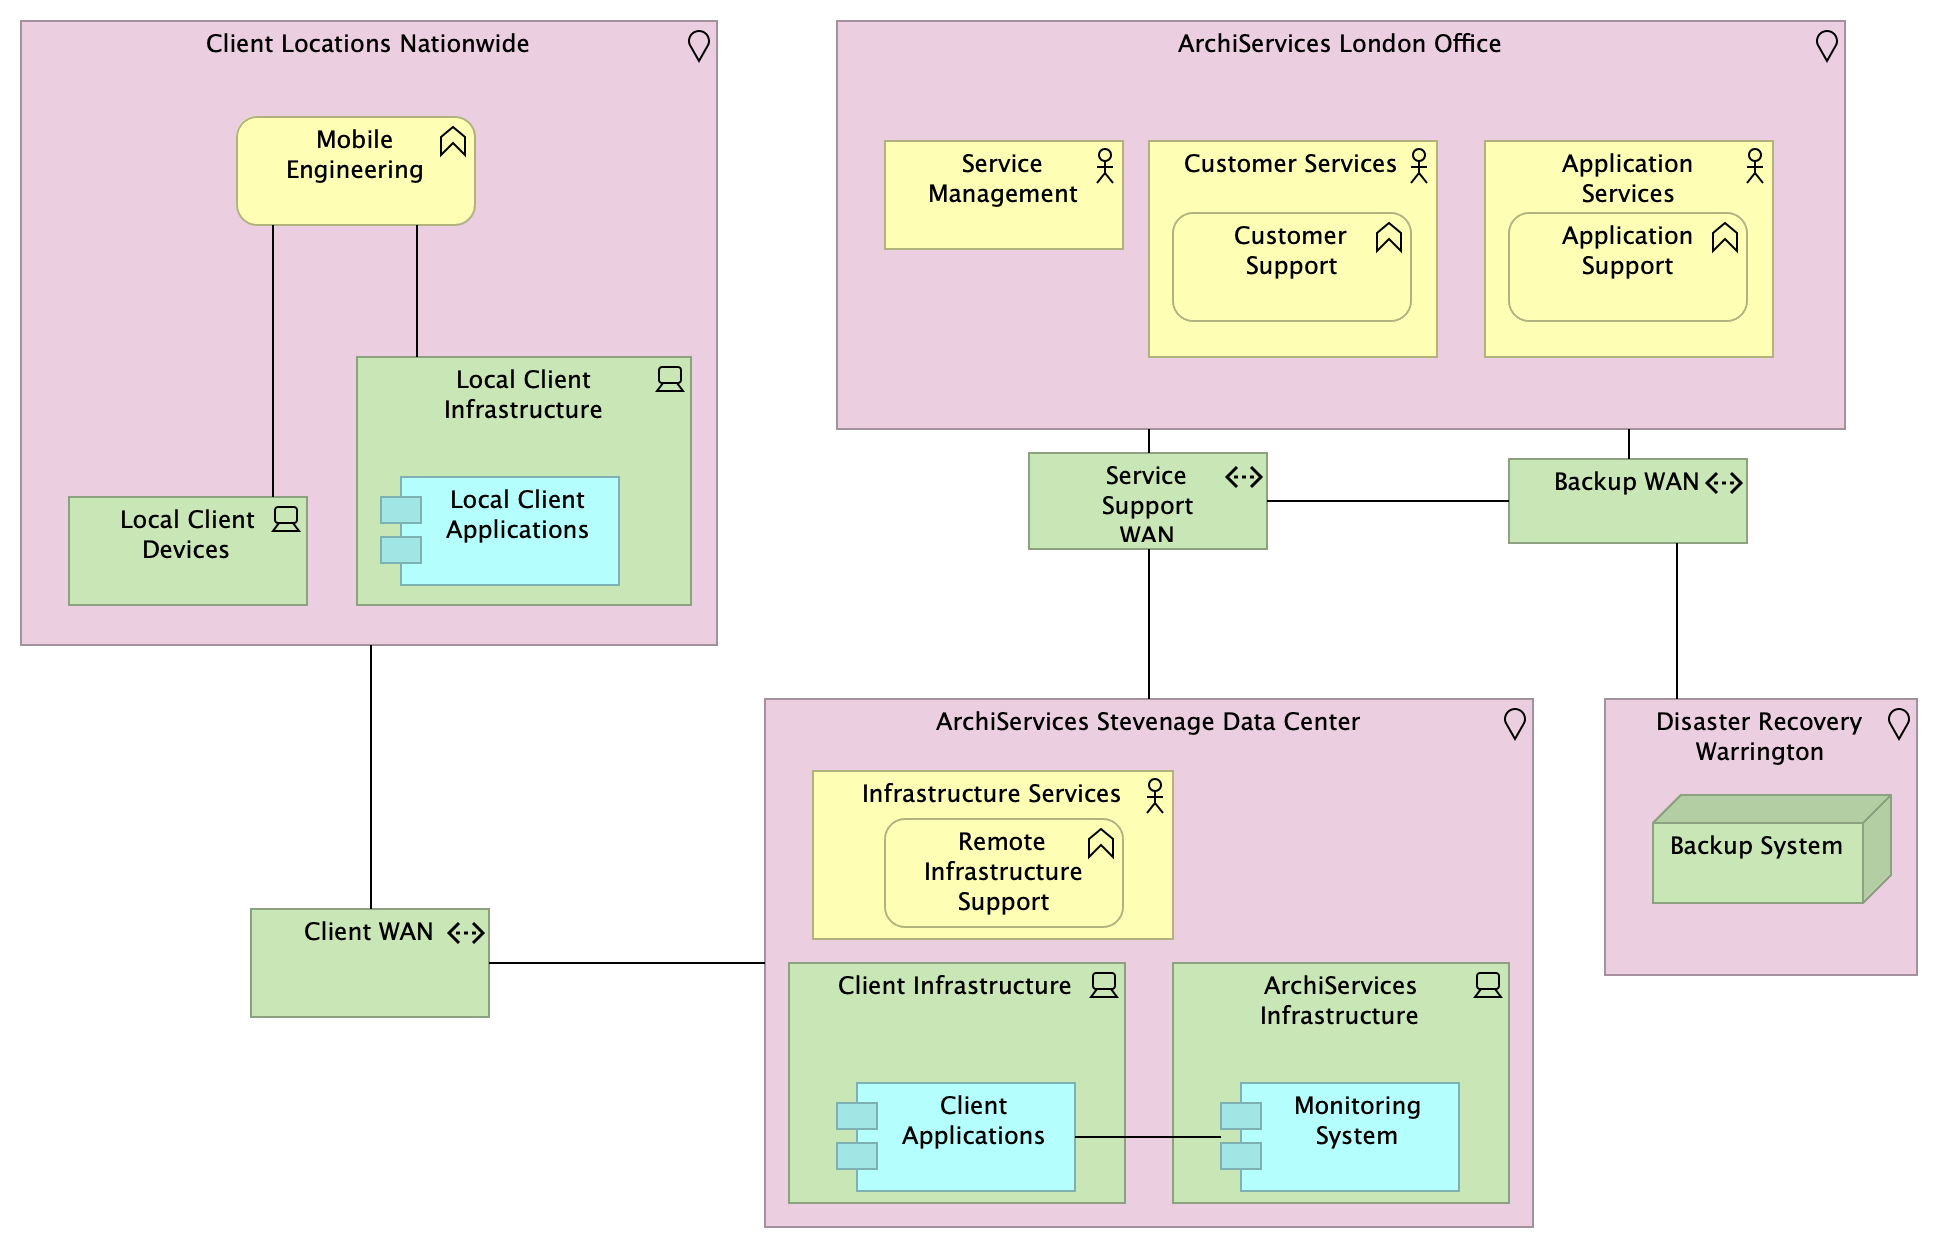 Client Locations Nationwide
Mobile
Engineering
Local Client
Infrastructure
Local Client
Applications
Local Client
Devices
ArchiServices London Office
Service
Management
Customer Services
Customer
Support
Application
Services
Application
Support
Service
Support
WAN
Backup WAN
Client WAN
ArchiServices Stevenage Data Center
Infrastructure Services
Remote
Infrastructure
Support
Client Infrastructure
Client
Applications
ArchiServices
Infrastructure
Monitoring
System
Disaster Recovery
Warrington
Backup System